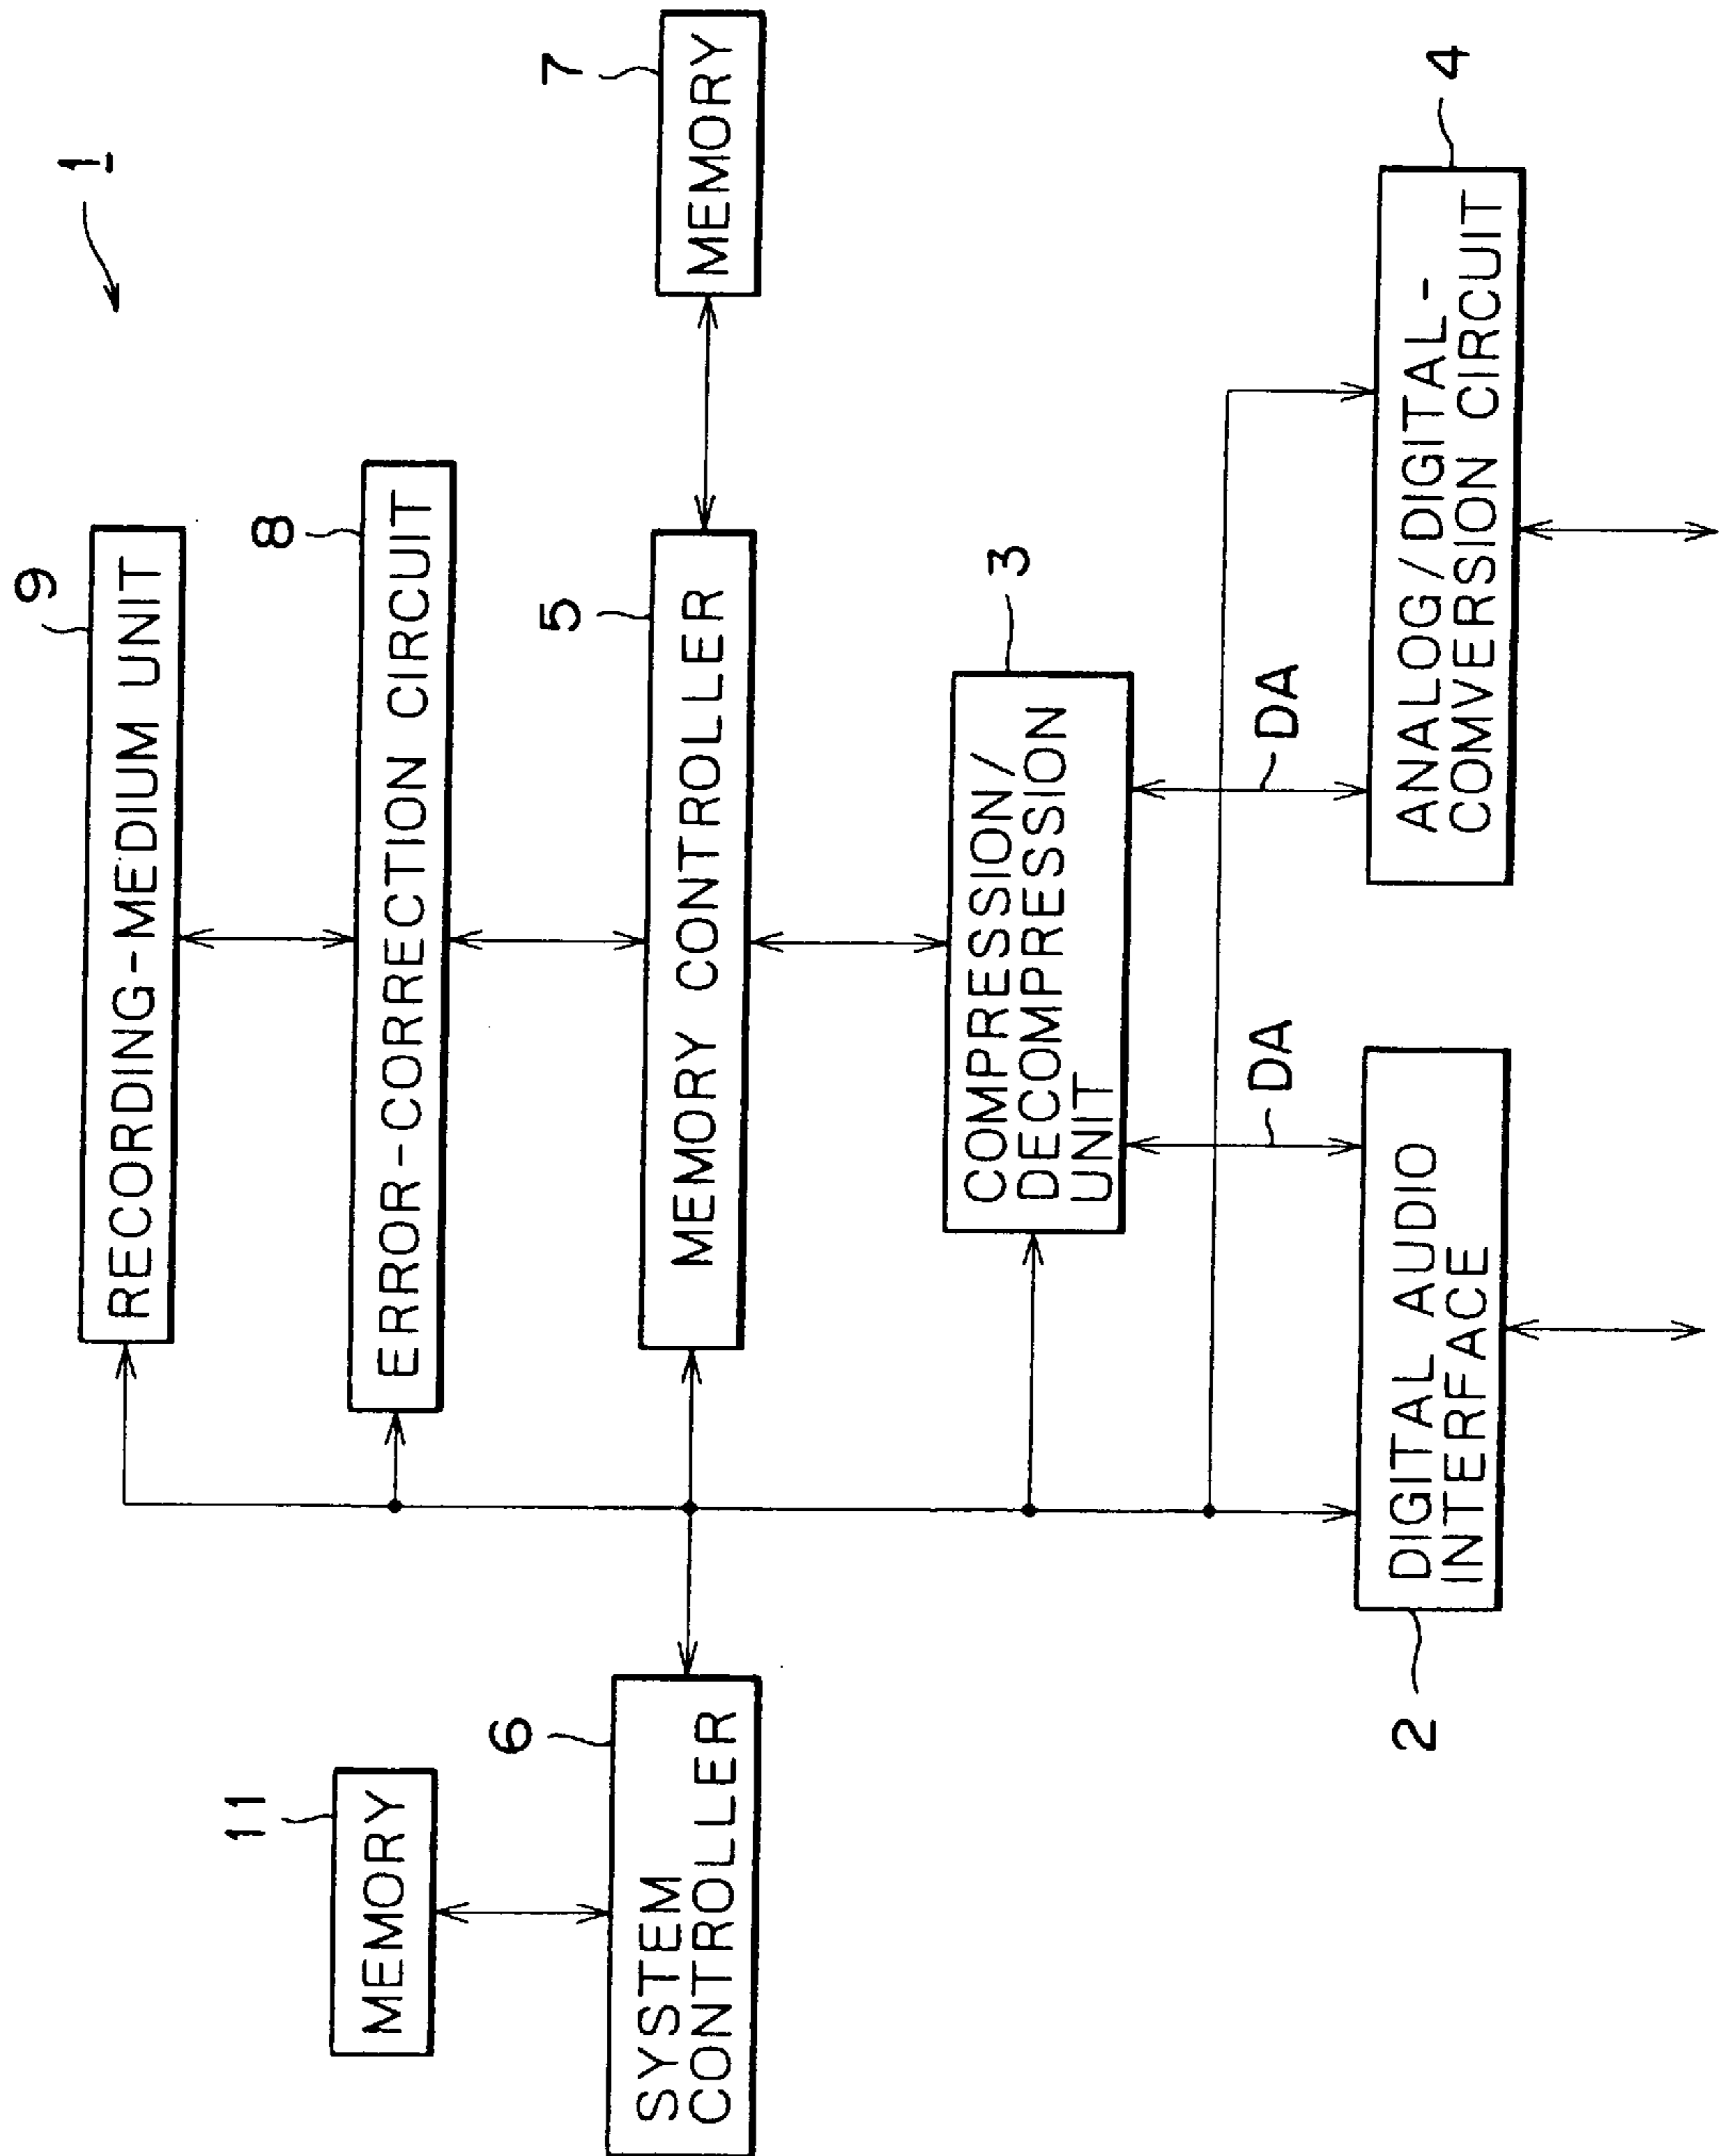 1
9
RECORDING-MEDIUM UNIT
8
ERROR-CORRECTION CIRCUIT
11
MEMORY
6
SYSTEM
CONTROLLER
5
MEMORY CONTROLLER
7
MEMORY
3
COMPRESSION/
DECOMPRESSION
UNIT
DA
DA
2
DIGITAL AUDIO
INTERFACE
4
ANALOG/DIGITAL-
COMVERSION CIRCUIT